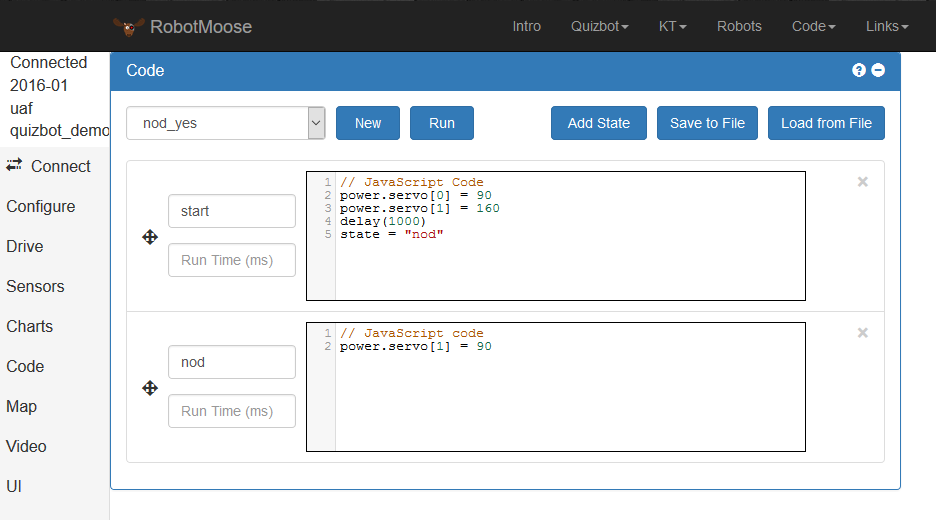 RobotMoose
Intro
Quizbot
KT
Robots
Code
Links
Connected
2016-01
uaf
quizbot_demo
Connect
Configure
Drive
Sensors
Charts
Code
Map
Video
UI
Code
nod_yes
New
Run
Add State
Save to File
Load from File
start
Run Time (ms)
1 // JavaScript Code
2 power.servo[0] = 90
3 power.servo[1] = 160
4 delay(1000)
5 state = "nod"
nod
Run Time (ms)
1 // JavaScript code
2 power.servo[1] = 90